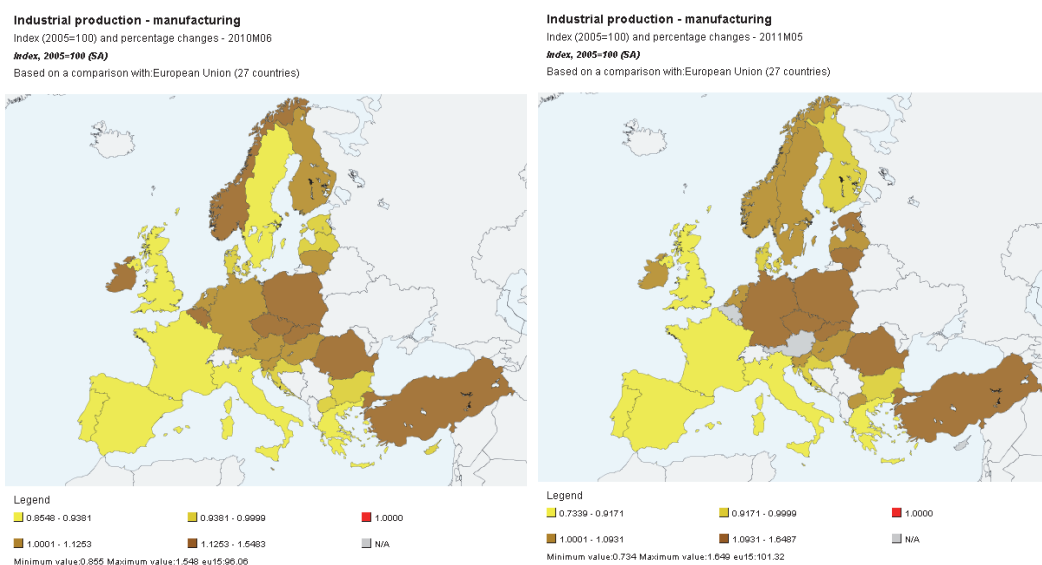 Industrial production - manufacturing
Index (2005=100) and percentage changes - 2010M06
Index, 2005=100 (SA)
Based on a comparison with:European Union (27 countries)
Legend
0.8548 - 0.9381
0.9381 - 0.9999
1.0000
1.0001 - 1.1253
1.1253 - 1.5483
N/A
Minimum value:0.855 Maximum value:1.548 eu15:96.06
Industrial production - manufacturing
Index (2005=100) and percentage changes - 2011M05
Index, 2005=100 (SA)
Based on a comparison with:European Union (27 countries)
Legend
0.7339 - 0.9171
0.9171 - 0.9999
1.0000
1.0001 - 1.0931
1.0931 - 1.6487
N/A
Minimum value:0.734 Maximum value:1.649 eu15:101.32